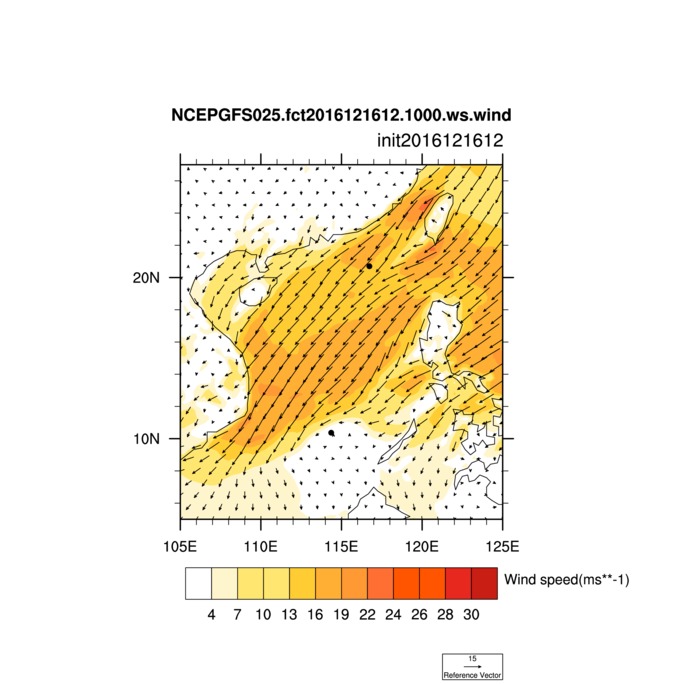 NCEPGFS025.fct2016121612.1000.ws.wind
init2016121612
20N
10N
105E 110E 115E 120E 125E
Wind speed(ms**-1)
4 7 10 13 16 19 22 24 26 28 30
15
Reference Vector